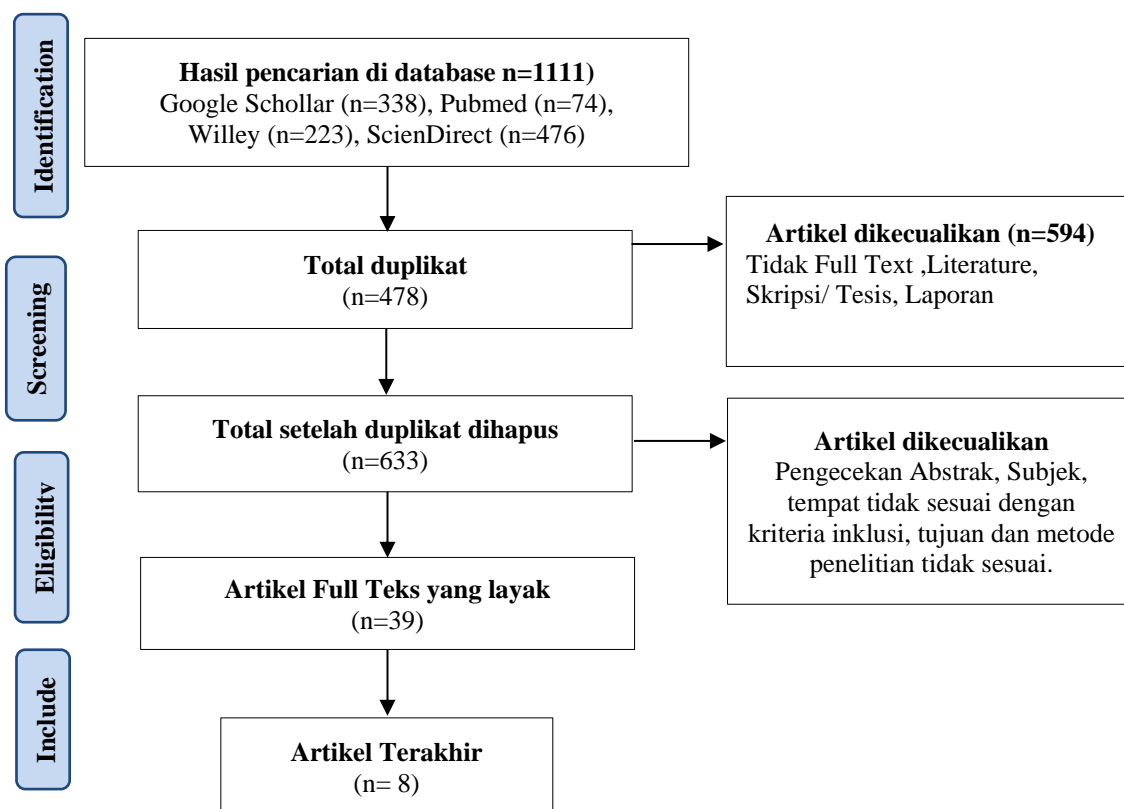 Identification
Hasil pencarian di database n=1111)
Google Schollar (n=338), Pubmed (n=74),
Willey (n=223), ScienDirect (n=476)
Screening
Total duplikat
(n=478)
Artikel dikecualikan (n=594)
Tidak Full Text ,Literature,
Skripsi/ Tesis, Laporan
Total setelah duplikat dihapus
(n=633)
Artikel dikecualikan
Pengecekan Abstrak, Subjek,
tempat tidak sesuai dengan
kriteria inklusi, tujuan dan metode
penelitian tidak sesuai.
Eligibility
Artikel Full Teks yang layak
(n=39)
Include
Artikel Terakhir
(n= 8)